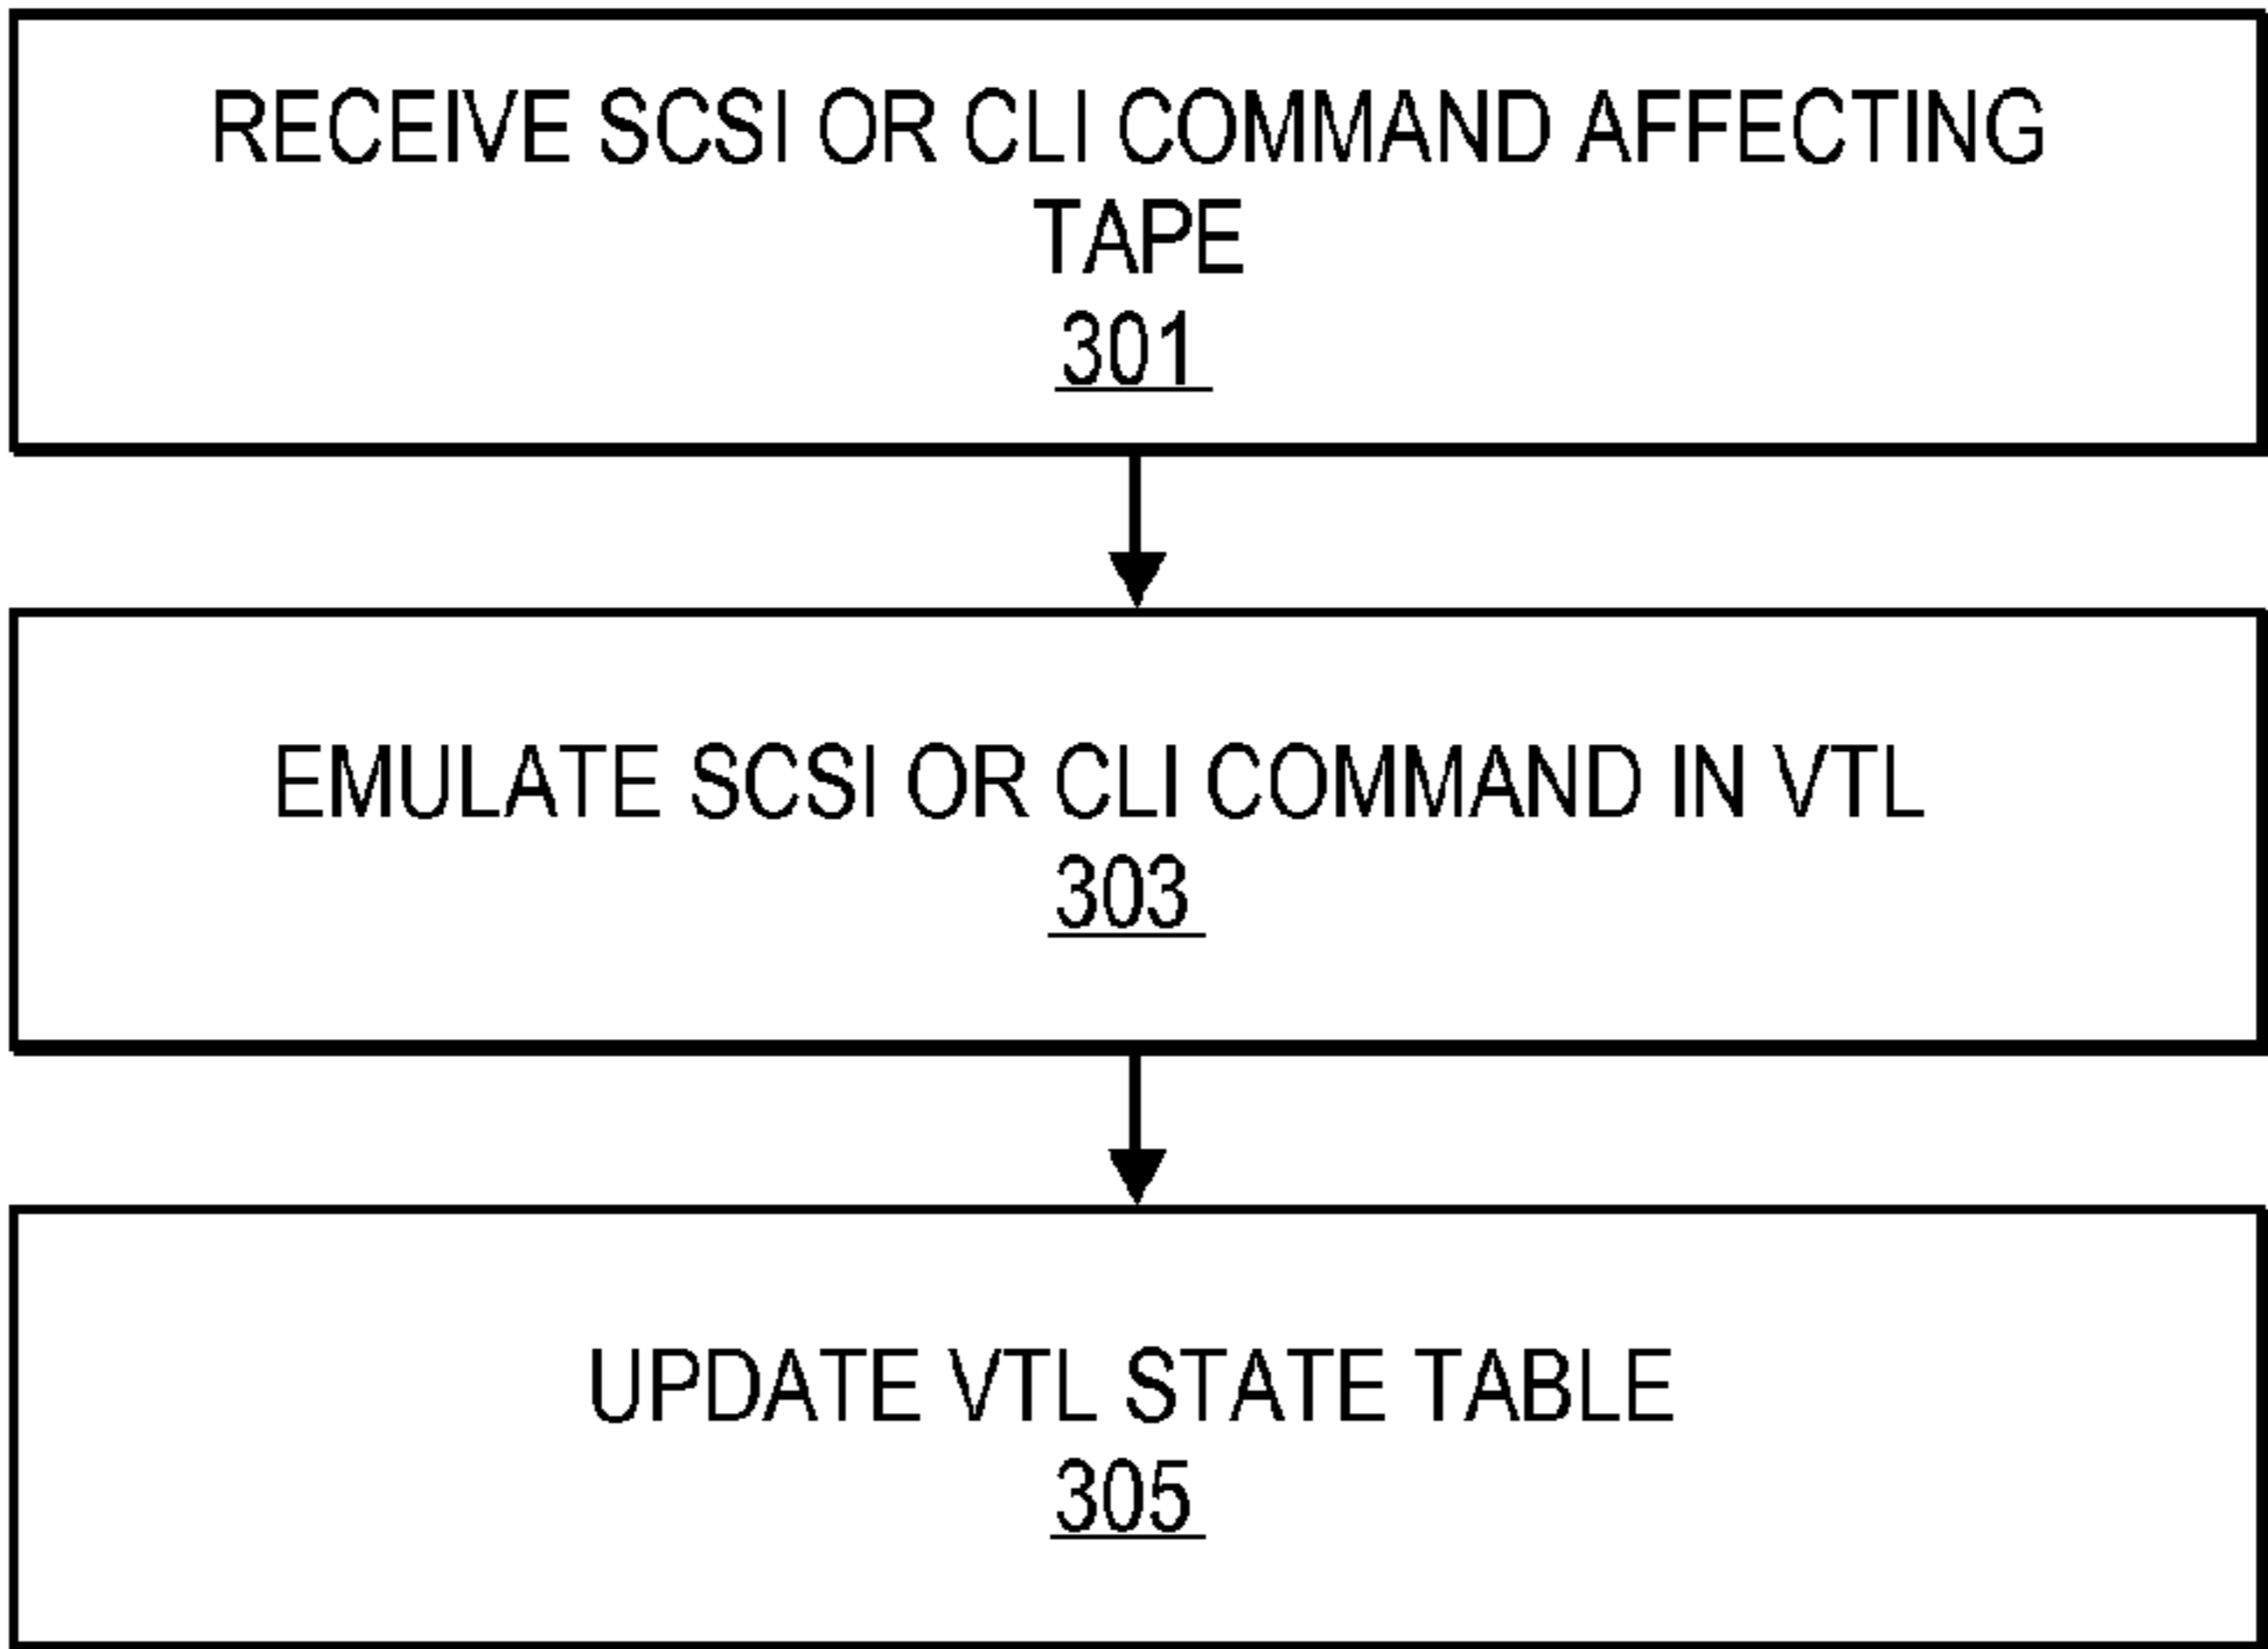 RECEIVE SCSI OR CLI COMMAND AFFECTING
TAPE
301
EMULATE SCSI OR CLI COMMAND IN VTL
303
UPDATE VTL STATE TABLE
305